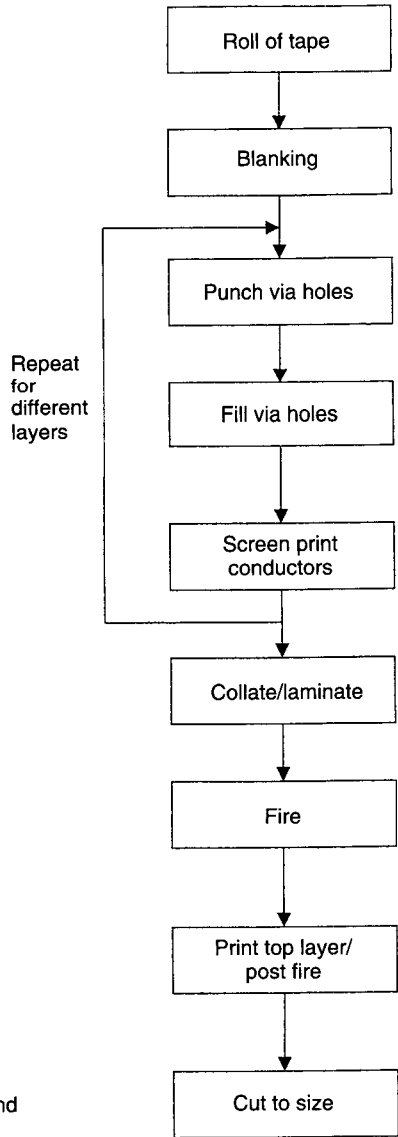 Roll of tape
Blanking
Punch via holes
Repeat
for
different
layers
Fill via holes
Screen print
conductors
Collate/laminate
Fire
Print top layer/
post fire
Cut to size